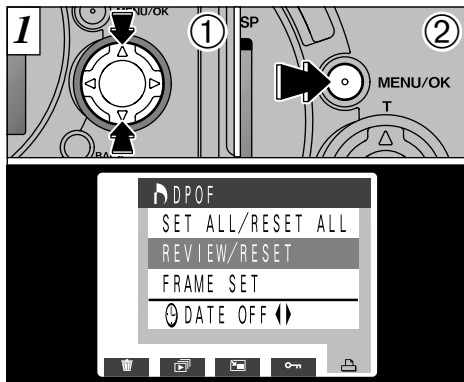 1
MENU/OK
①
BA
SP
②
MENU/OK
T
DPOF
SET ALL/RESET ALL
REVIEW/RESET
FRAME SET
DATE OFF